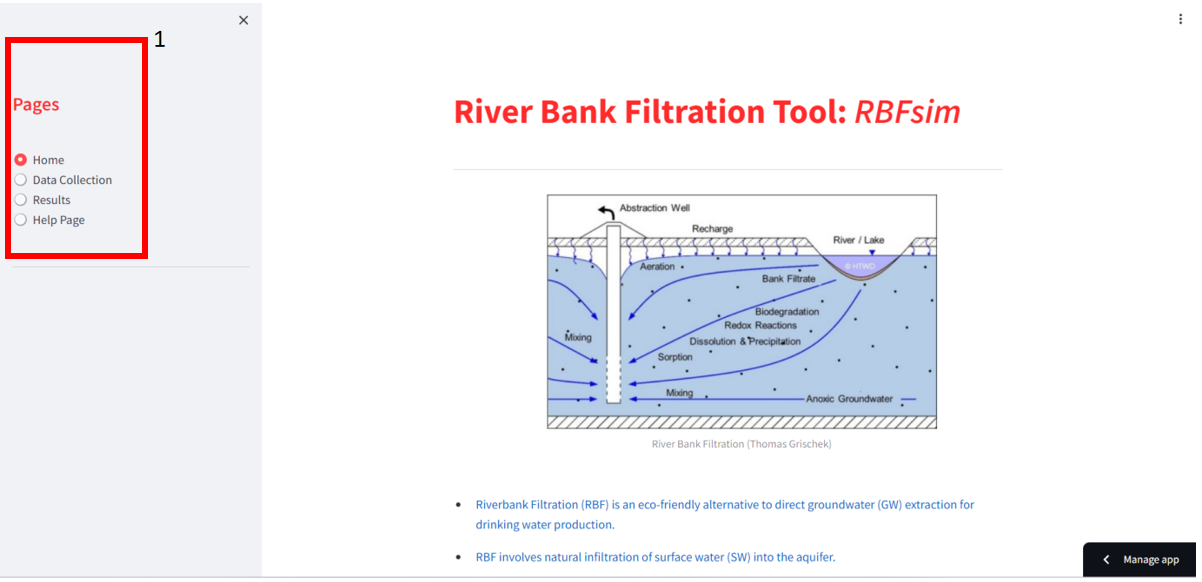 1
Pages
Home
Data Collection
Results
Help Page
River Bank Filtration Tool: RBFsim
Abstraction Well
Recharge
River / Lake
Aeration
© HTWD
Bank Filtrate
Biodegradation
Redox Reactions
Mixing
Dissolution & Precipitation
Sorption
Mixing
Anoxic Groundwater
River Bank Filtration (Thomas Grischek)
• Riverbank Filtration (RBF) is an eco-friendly alternative to direct groundwater (GW) extraction for
drinking water production.
• RBF involves natural infiltration of surface water (SW) into the aquifer.
Manage app